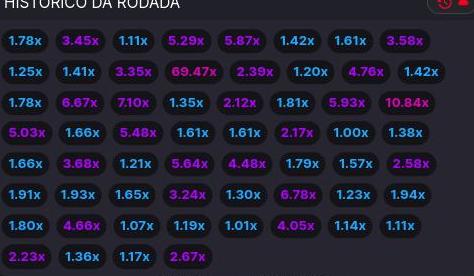 HISTÓRICO DA RODADA
1.78x 3.45x 1.11x 5.29x 5.87x 1.42x 1.61x 3.58x
1.25x 1.41x 3.35x 69.47x 2.39x 1.20x 4.76x 1.42x
1.78x 6.67x 7.10x 1.35x 2.12x 1.81x 5.93x 10.84x
5.03x 1.66x 5.48x 1.61x 1.61x 2.17x 1.00x 1.38x
1.66x 3.68x 1.21x 5.64x 4.48x 1.79x 1.57x 2.58x
1.91x 1.93x 1.65x 3.24x 1.30x 6.78x 1.23x 1.94x
1.80x 4.66x 1.07x 1.19x 1.01x 4.05x 1.14x 1.11x
2.23x 1.36x 1.17x 2.67x